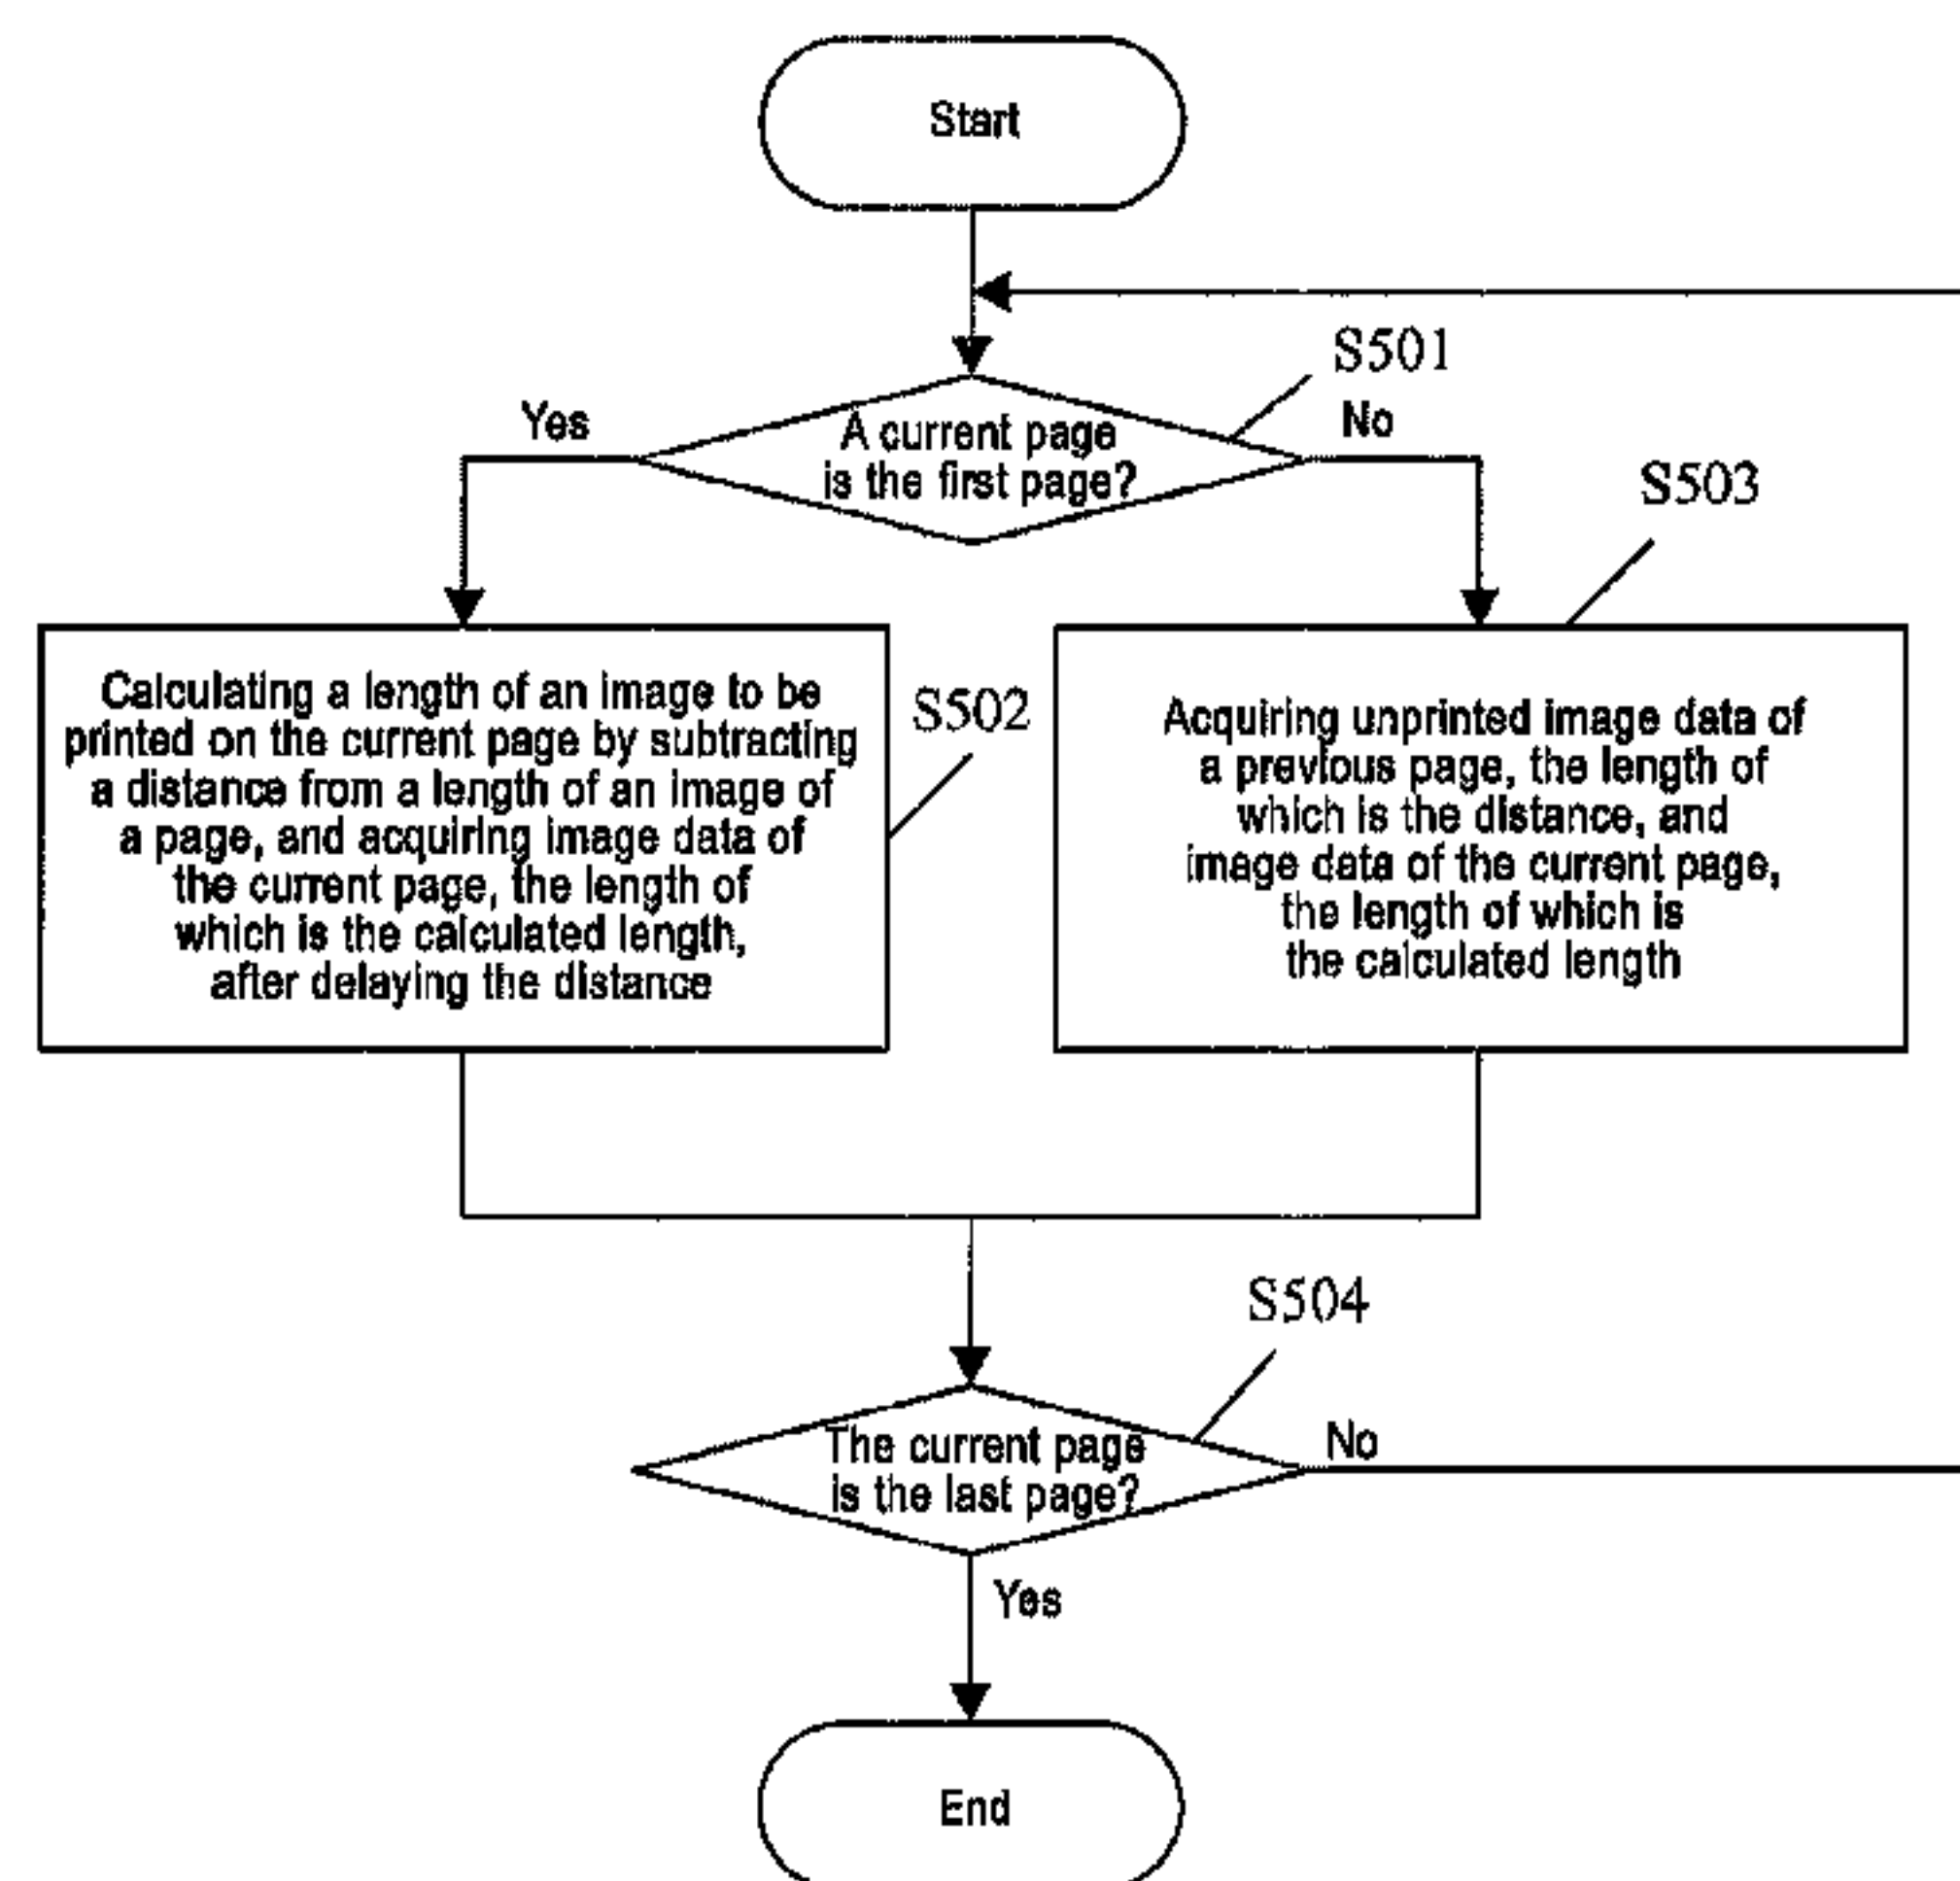 Start
S501
Yes
No
A current page
is the first page?
S503
Calculating a length of an image to be
printed on the current page by subtracting
a distance from a length of an image of
a page, and acquiring image data of
the current page, the length of
which is the calculated length,
after delaying the distance
S502
Acquiring unprinted image data of
a previous page, the length of
which is the distance, and
image data of the current page,
the length of which is
the calculated length
S504
The current page
is the last page?
No
Yes
End